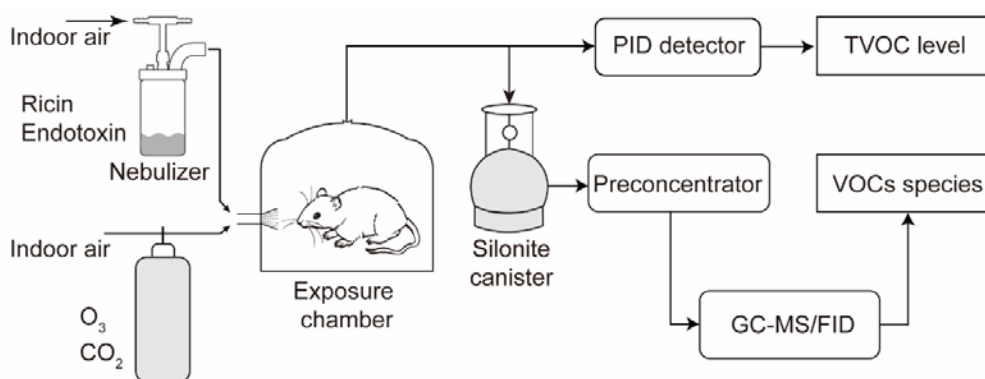 Indoor air
Ricin
Endotoxin
Nebulizer
Indoor air
O3
CO2
Exposure
chamber
PID detector
TVOC level
Silonite
canister
Preconcentrator
VOCs species
GC-MS/FID